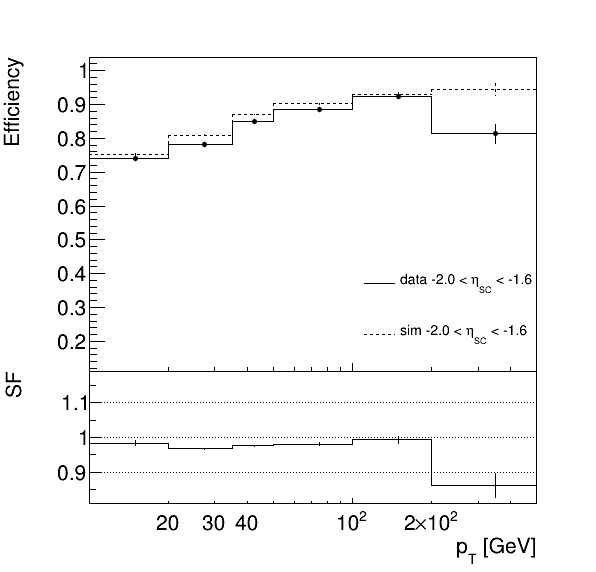 Efficiency
1
0.9
0.8
0.7
0.6
0.5
0.4
0.3
0.2
data -2.0 < η_SC < -1.6
sim -2.0 < η_SC < -1.6
SF
1.1
1
0.9
20 30 40 10² 2×10²
p_T [GeV]